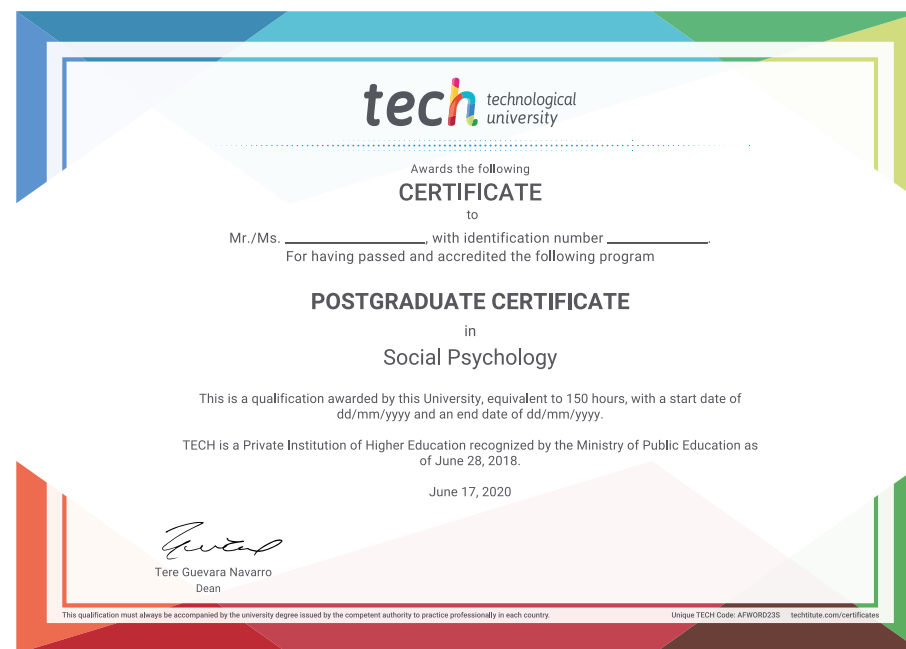 tech technological
university
Awards the following
CERTIFICATE
to
Mr./Ms. ____________________, with identification number ______________.
For having passed and accredited the following program
POSTGRADUATE CERTIFICATE
in
Social Psychology
This is a qualification awarded by this University, equivalent to 150 hours, with a start date of
dd/mm/yyyy and an end date of dd/mm/yyyy.
TECH is a Private Institution of Higher Education recognized by the Ministry of Public Education as
of June 28, 2018.
June 17, 2020
Tere Guevara Navarro
Dean
This qualification must always be accompanied by the university degree issued by the competent authority to practice professionally in each country. Unique TECH Code: AFWORD23S techtitute.com/certificates